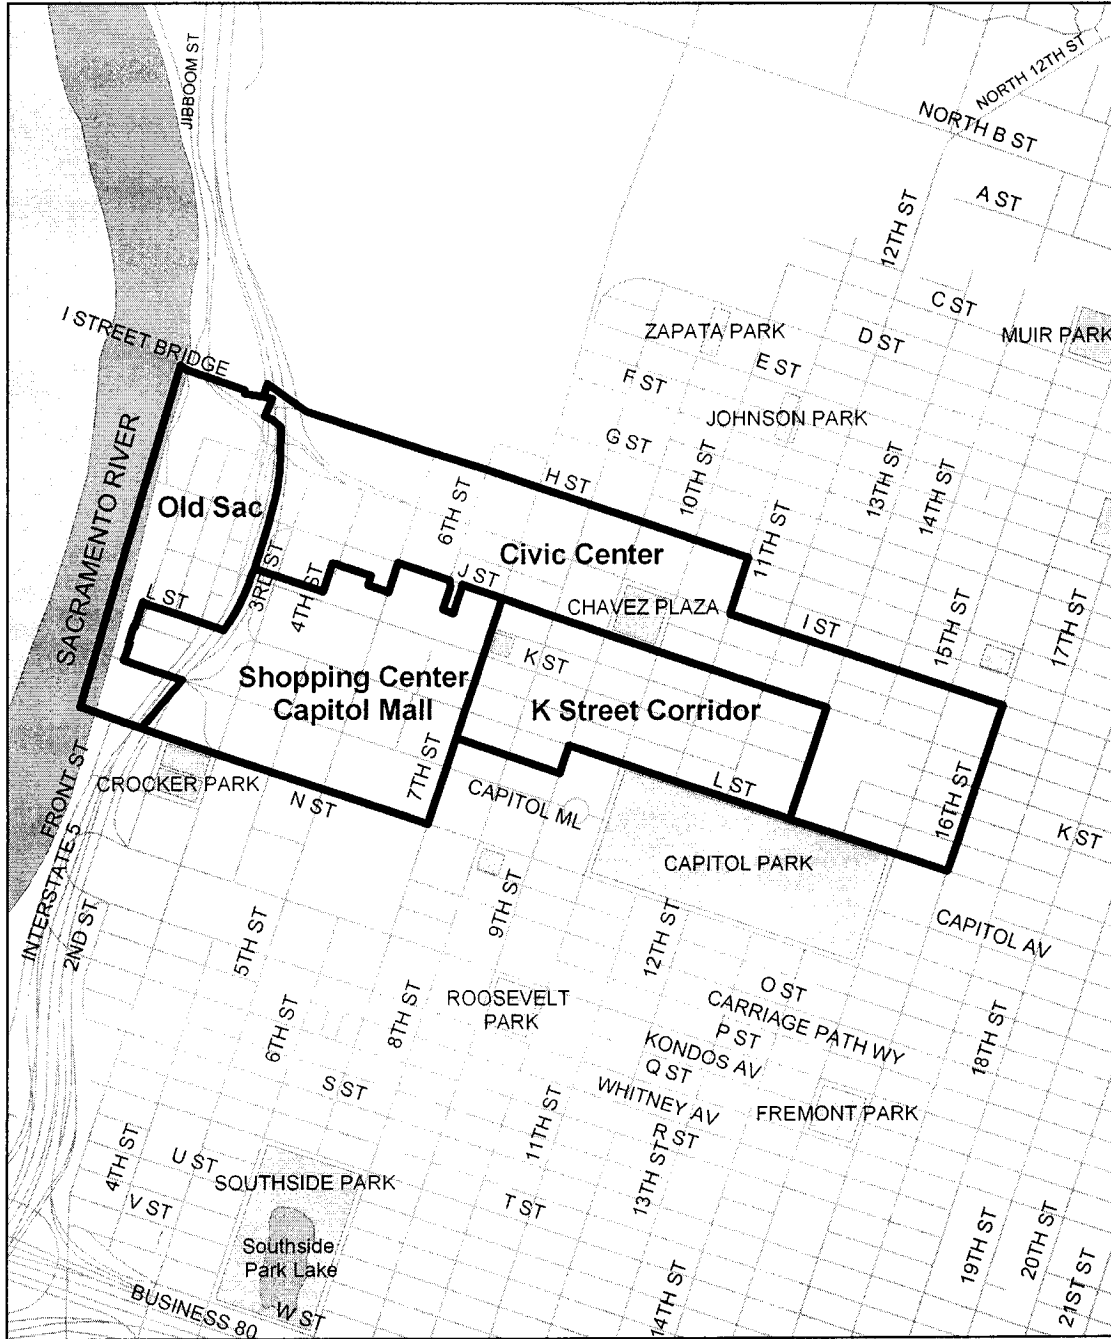 JIBBOOM ST
NORTH 12TH ST
NORTH B ST
A ST
12TH ST
C ST
I STREET BRIDGE
ZAPATA PARK
D ST
MUIR PARK
E ST
F ST
JOHNSON PARK
G ST
SACRAMENTO RIVER
10TH ST
13TH ST
14TH ST
H ST
6TH ST
Old Sac
11TH ST
Civic Center
3RD ST
4TH ST
J ST
CHAVEZ PLAZA
L ST
I ST
15TH ST
17TH ST
K ST
Shopping Center
Capitol Mall
K Street Corridor
7TH ST
FRONT ST
CROCKER PARK
N ST
CAPITOL ML
L ST
16TH ST
K ST
CAPITOL PARK
INTERSTATE 5
2ND ST
9TH ST
5TH ST
12TH ST
CAPITOL AV
O ST
ROOSEVELT
PARK
CARRIAGE PATH WY
6TH ST
8TH ST
P ST
18TH ST
KONDOS AV
Q ST
S ST
WHITNEY AV
FREMONT PARK
11TH ST
R ST
4TH ST
U ST
SOUTHSIDE PARK
13TH ST
V ST
T ST
Southside
Park Lake
19TH ST
20TH ST
21ST ST
BUSINESS 80
W ST
14TH ST